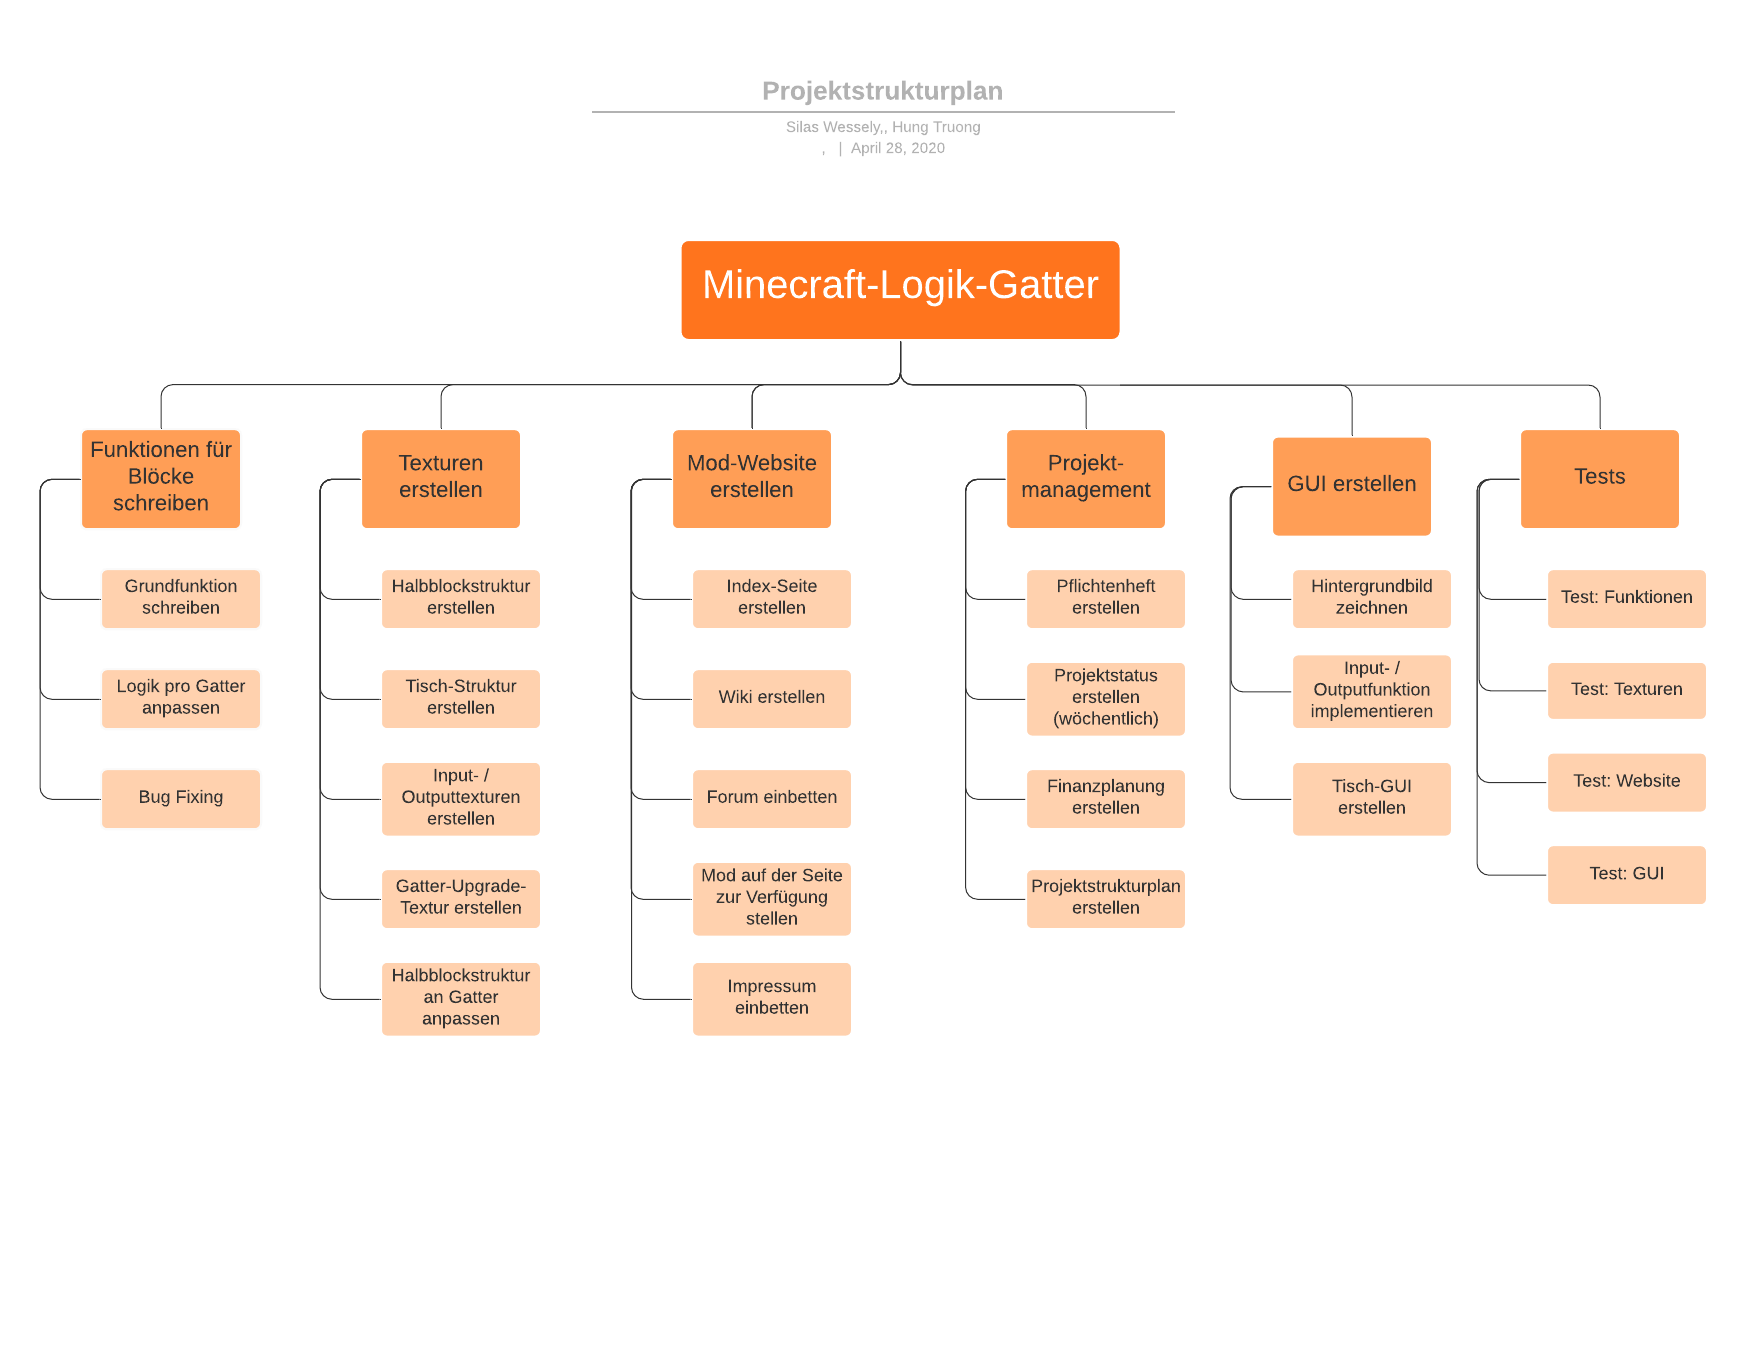 Projektstrukturplan
Silas Wessely,, Hung Truong
, | April 28, 2020
Minecraft-Logik-Gatter
Funktionen für
Blöcke
schreiben
Grundfunktion
schreiben
Logik pro Gatter
anpassen
Bug Fixing
Texturen
erstellen
Halbblockstruktur
erstellen
Tisch-Struktur
erstellen
Input- /
Outputtexturen
erstellen
Gatter-Upgrade-
Textur erstellen
Halbblockstruktur
an Gatter
anpassen
Mod-Website
erstellen
Index-Seite
erstellen
Wiki erstellen
Forum einbetten
Mod auf der Seite
zur Verfügung
stellen
Impressum
einbetten
Projekt-
management
Pflichtenheft
erstellen
Projektstatus
erstellen
(wöchentlich)
Finanzplanung
erstellen
Projektstrukturplan
erstellen
GUI erstellen
Hintergrundbild
zeichnen
Input- /
Outputfunktion
implementieren
Tisch-GUI
erstellen
Tests
Test: Funktionen
Test: Texturen
Test: Website
Test: GUI